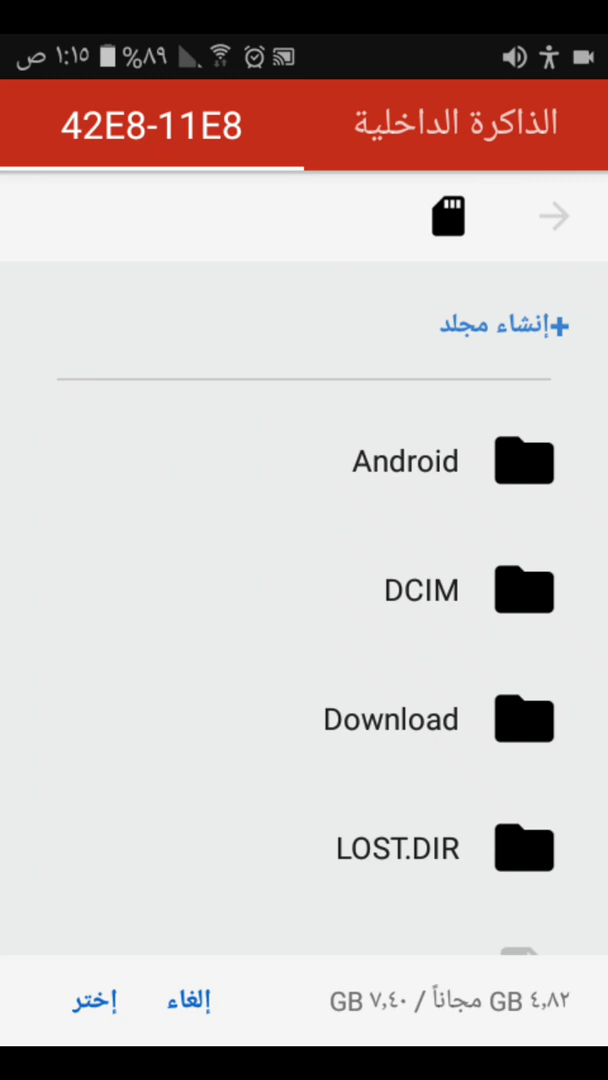 ١:١٥ ص %٨٩
الذاكرة الداخلية 42E8-11E8
+إنشاء مجلد
Android
DCIM
Download
LOST.DIR
٤,٨٢ GB مجاناً / ٧,٤٠ GB
إلغاء إختر